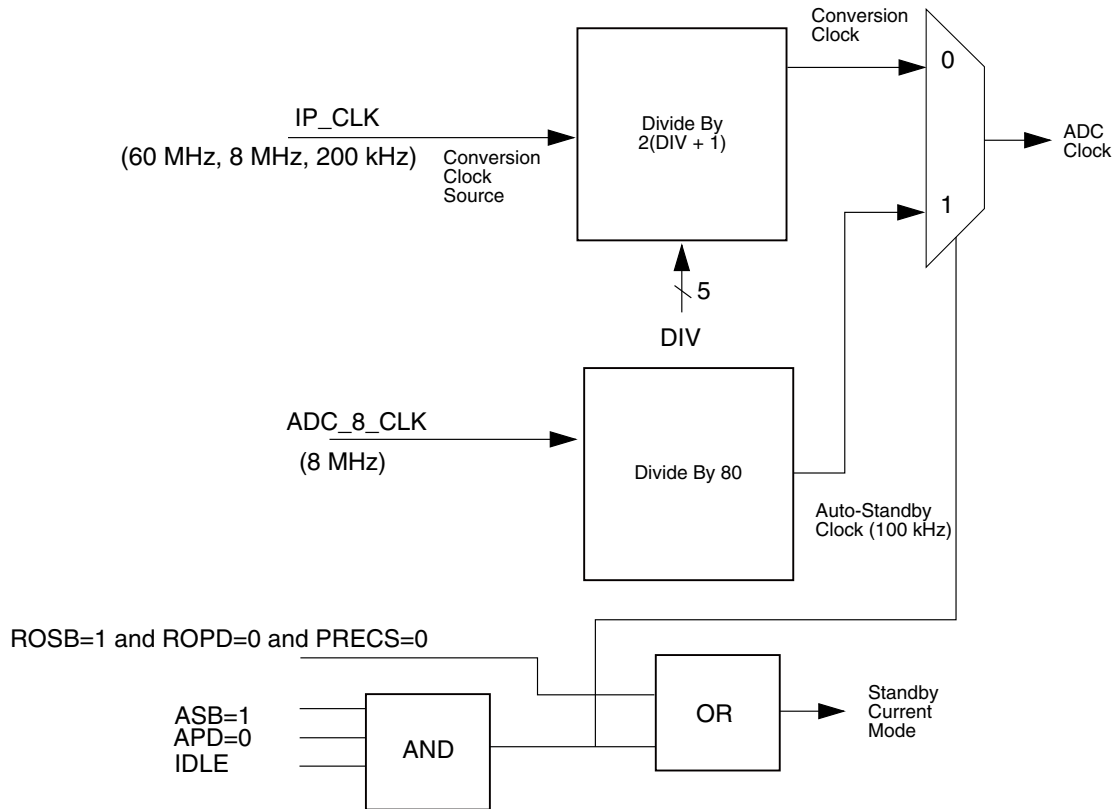 Conversion
Clock
0
IP_CLK
(60 MHz, 8 MHz, 200 kHz)
Conversion
Clock
Source
Divide By
2(DIV + 1)
ADC
Clock
1
5
DIV
ADC_8_CLK
(8 MHz)
Divide By 80
Auto-Standby
Clock (100 kHz)
ROSB=1 and ROPD=0 and PRECS=0
ASB=1
APD=0
IDLE
AND
OR
Standby
Current
Mode